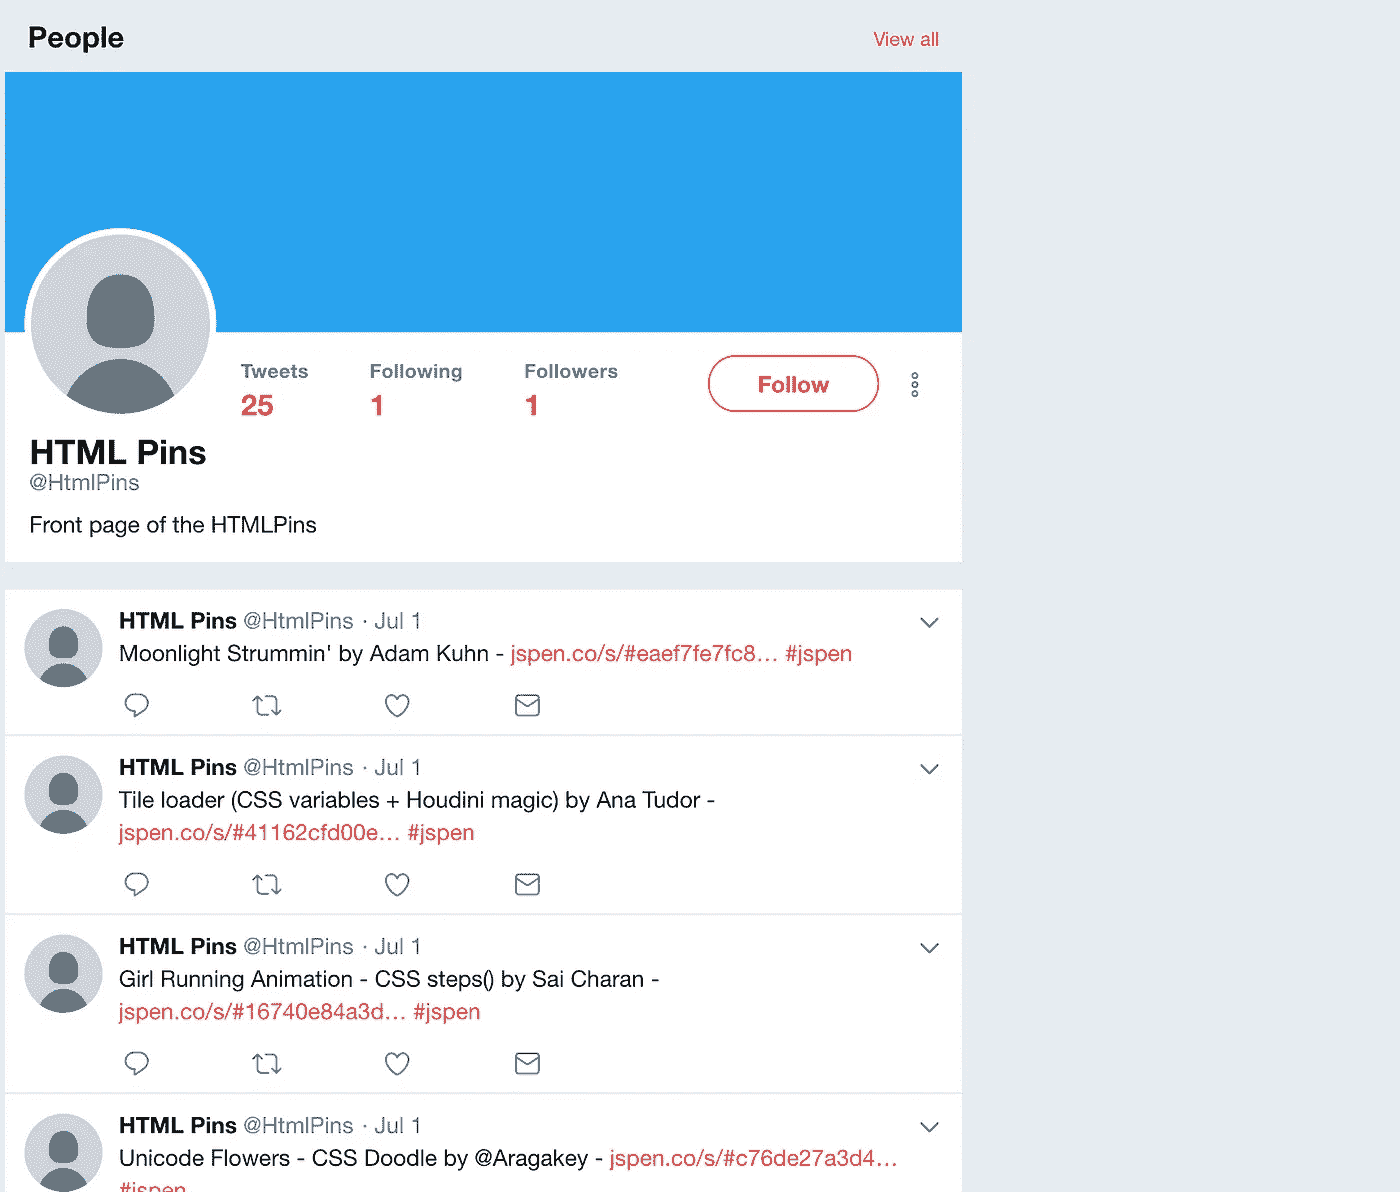 People
View all
Tweets Following Followers
25 1 1
Follow
HTML Pins
@HtmlPins
Front page of the HTMLPins
HTML Pins @HtmlPins · Jul 1
Moonlight Strummin' by Adam Kuhn - jspen.co/s/#eaef7fe7fc8… #jspen
HTML Pins @HtmlPins · Jul 1
Tile loader (CSS variables + Houdini magic) by Ana Tudor -
jspen.co/s/#41162cfd00e… #jspen
HTML Pins @HtmlPins · Jul 1
Girl Running Animation - CSS steps() by Sai Charan -
jspen.co/s/#16740e84a3d… #jspen
HTML Pins @HtmlPins · Jul 1
Unicode Flowers - CSS Doodle by @Aragakey - jspen.co/s/#c76de27a3d4…
#jspen